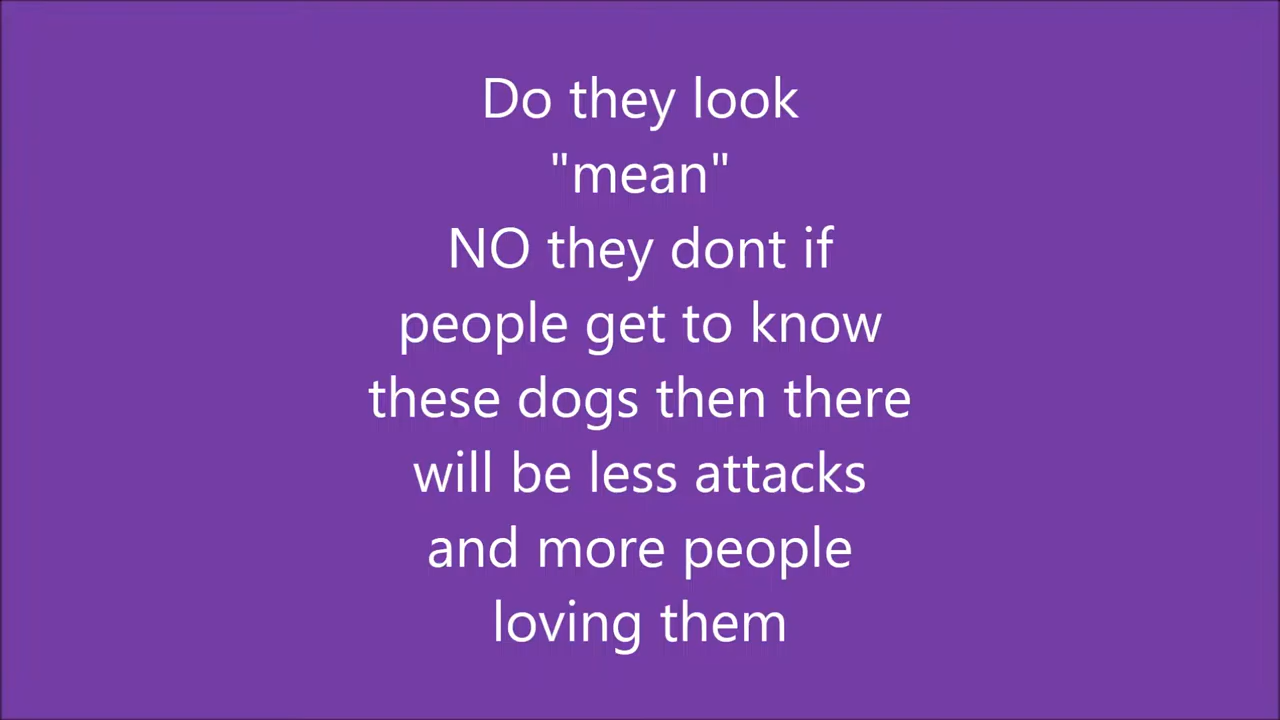 Do they look
"mean"
NO they dont if
people get to know
these dogs then there
will be less attacks
and more people
loving them